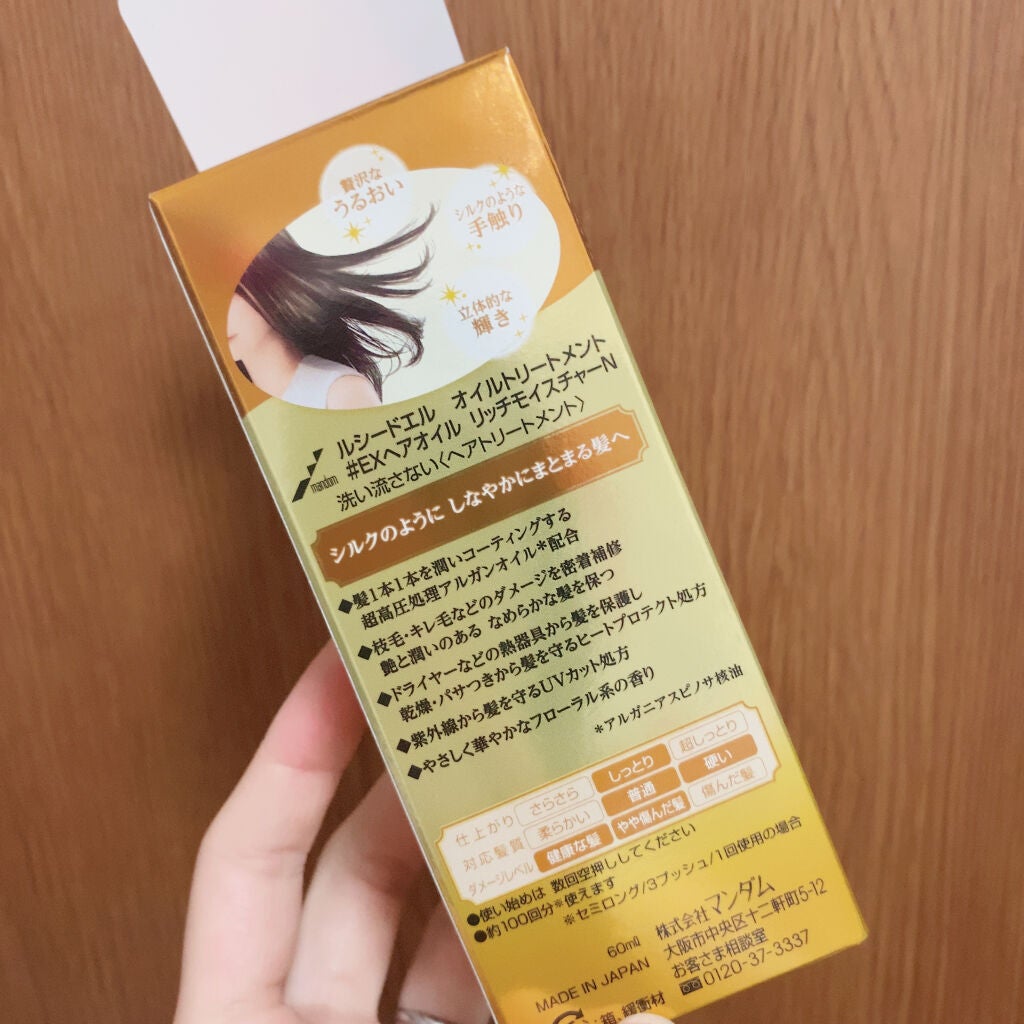 贅沢な
うるおい
シルクのような
手触り
立体的な
輝き
mandom
ルシードエル オイルトリートメント
#EXヘアオイル リッチモイスチャーN
洗い流さない〈ヘアトリートメント〉
シルクのように しなやかにまとまる髪へ
◆髪1本1本を潤いコーティングする
超高圧処理アルガンオイル*配合
◆枝毛・キレ毛などのダメージを密着補修
艶と潤いのある なめらかな髪を保つ
◆ドライヤーなどの熱器具から髪を保護し
乾燥・パサつきから髪を守るヒートプロテクト処方
◆紫外線から髪を守るUVカット処方
◆やさしく華やかなフローラル系の香り
*アルガニアスピノサ核油
仕上がり さらさら しっとり 超しっとり
対応髪質 柔らかい 普通 硬い
ダメージレベル 健康な髪 やや傷んだ髪 傷んだ髪
●使い始めは 数回空押ししてください
●約100回分※使えます
※セミロング/3プッシュ/1回使用の場合
60mℓ
MADE IN JAPAN
株式会社マンダム
大阪市中央区十二軒町5-12
お客さま相談室
0120-37-3337
箱、緩衝材